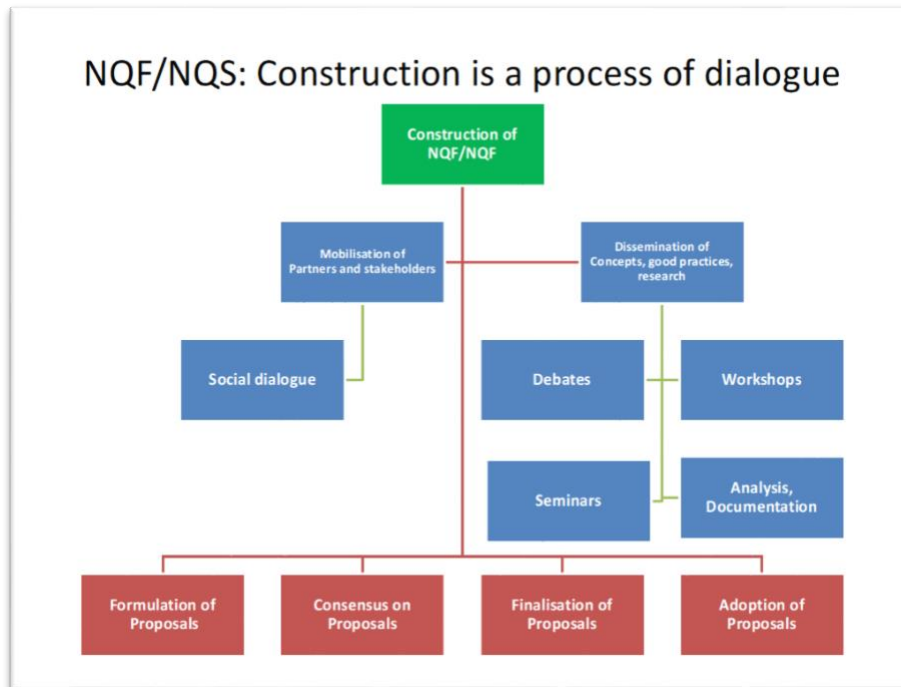 NQF/NQS: Construction is a process of dialogue
Construction of
NQF/NQF
Mobilisation of
Partners and stakeholders
Dissemination of
Concepts, good practices,
research
Social dialogue
Debates
Workshops
Seminars
Analysis,
Documentation
Formulation of
Proposals
Consensus on
Proposals
Finalisation of
Proposals
Adoption of
Proposals